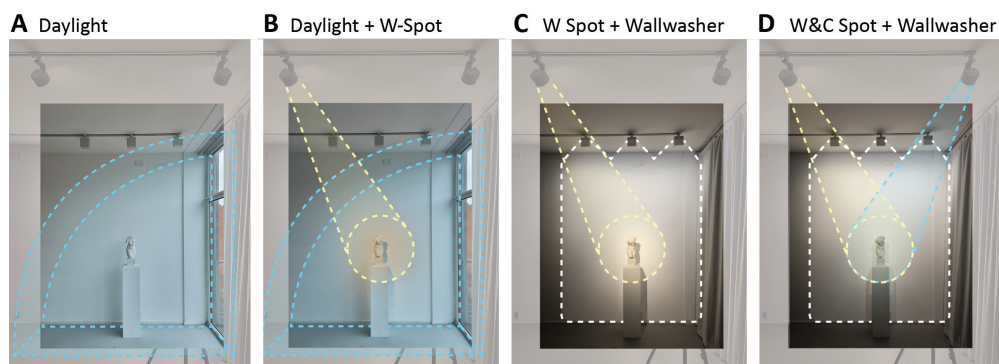 A Daylight
B Daylight + W-Spot
C W Spot + Wallwasher
D W&C Spot + Wallwasher